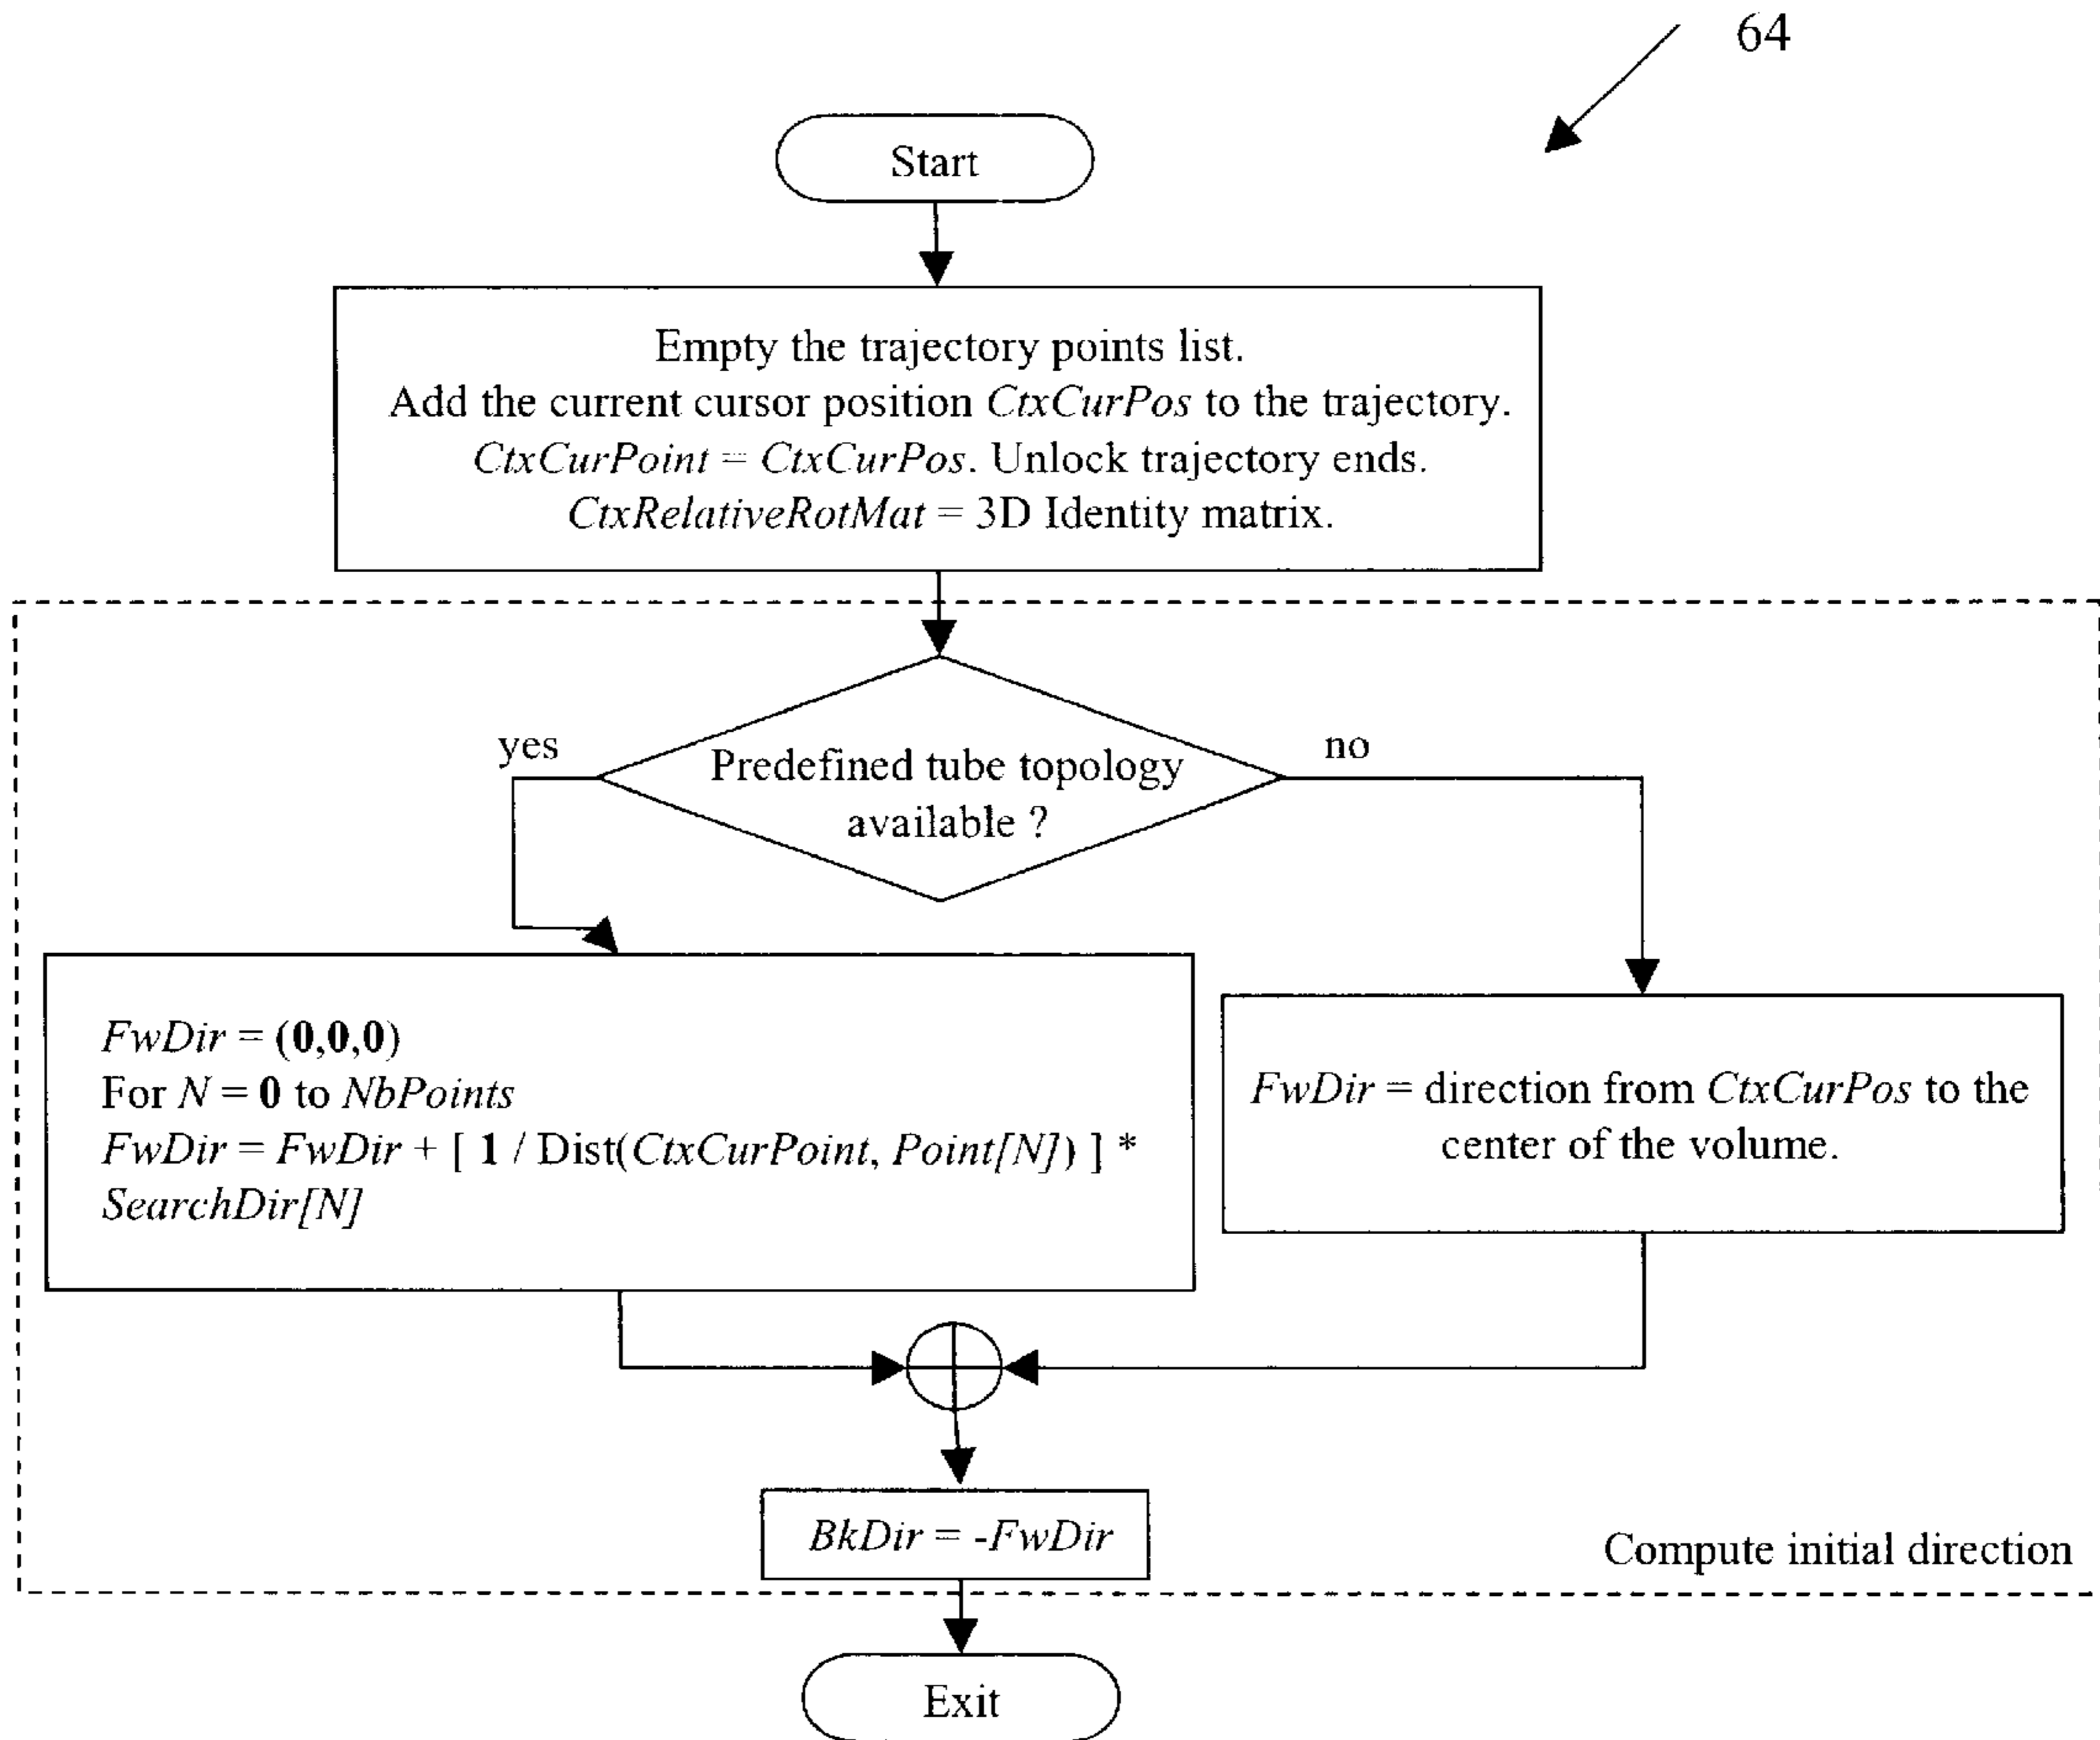 64
Start
Empty the trajectory points list.
Add the current cursor position CtxCurPos to the trajectory.
CtxCurPoint = CtxCurPos. Unlock trajectory ends.
CtxRelativeRotMat = 3D Identity matrix.
yes
no
Predefined tube topology
available ?
FwDir = (0,0,0)
For N = 0 to NbPoints
FwDir = FwDir + [ 1 / Dist(CtxCurPoint, Point[N]) ] *
SearchDir[N]
FwDir = direction from CtxCurPos to the
center of the volume.
BkDir = -FwDir
Compute initial direction
Exit